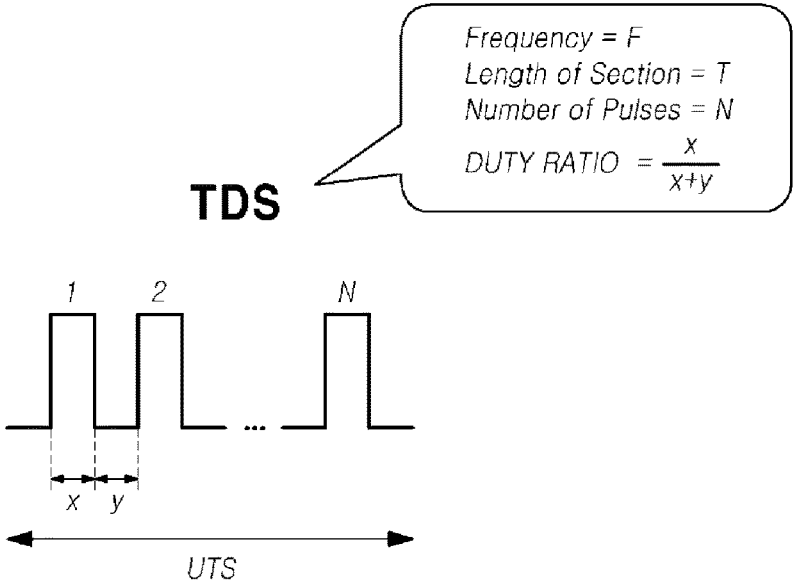 Frequency = F
Length of Section = T
Number of Pulses = N
DUTY RATIO = x/x+y
TDS
1 2 N
...
x y
UTS